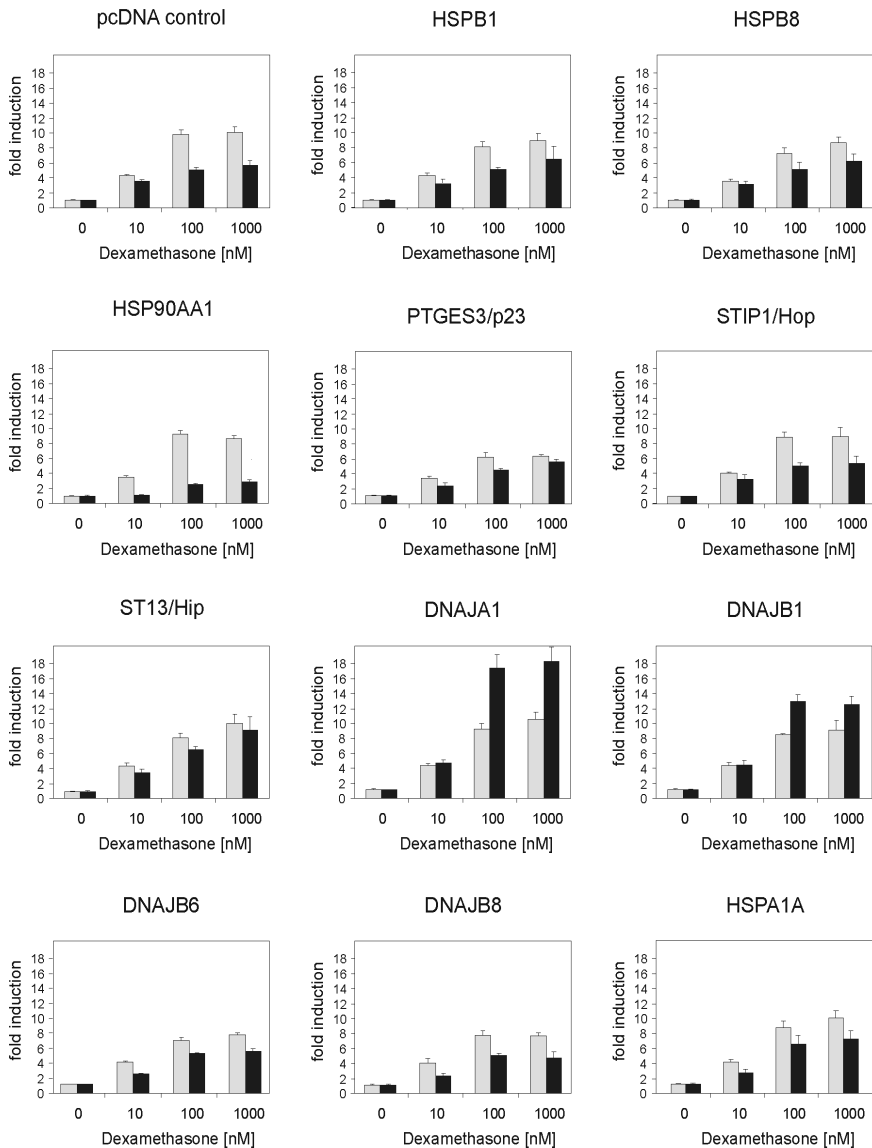 pcDNA control
fold induction
18
16
14
12
10
8
6
4
2
0
0 10 100 1000
Dexamethasone [nM]
HSPB1
fold induction
18
16
14
12
10
8
6
4
2
0
0 10 100 1000
Dexamethasone [nM]
HSPB8
fold induction
18
16
14
12
10
8
6
4
2
0
0 10 100 1000
Dexamethasone [nM]
HSP90AA1
fold induction
18
16
14
12
10
8
6
4
2
0
0 10 100 1000
Dexamethasone [nM]
PTGES3/p23
fold induction
18
16
14
12
10
8
6
4
2
0
0 10 100 1000
Dexamethasone [nM]
STIP1/Hop
fold induction
18
16
14
12
10
8
6
4
2
0
0 10 100 1000
Dexamethasone [nM]
ST13/Hip
fold induction
18
16
14
12
10
8
6
4
2
0
0 10 100 1000
Dexamethasone [nM]
DNAJA1
fold induction
18
16
14
12
10
8
6
4
2
0
0 10 100 1000
Dexamethasone [nM]
DNAJB1
fold induction
18
16
14
12
10
8
6
4
2
0
0 10 100 1000
Dexamethasone [nM]
DNAJB6
fold induction
18
16
14
12
10
8
6
4
2
0
0 10 100 1000
Dexamethasone [nM]
DNAJB8
fold induction
18
16
14
12
10
8
6
4
2
0
0 10 100 1000
Dexamethasone [nM]
HSPA1A
fold induction
18
16
14
12
10
8
6
4
2
0
0 10 100 1000
Dexamethasone [nM]